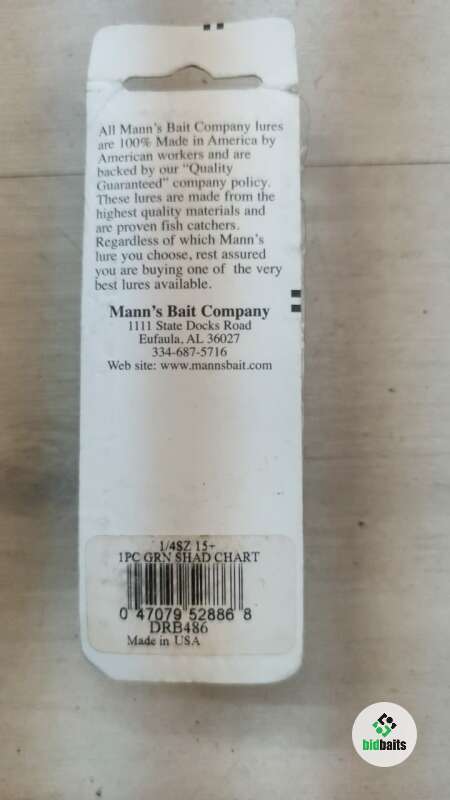 All Mann's Bait Company lures
are 100% Made in America by
American workers and are
backed by our "Quality
Guaranteed" company policy.
These lures are made from the
highest quality materials and
are proven fish catchers.
Regardless of which Mann's
lure you choose, rest assured
you are buying one of the very
best lures available.
Mann's Bait Company
1111 State Docks Road
Eufaula, AL 36027
334-687-5716
Web site: www.mannsbait.com
1/4SZ 15+
1PC GRN SHAD CHART
0 47079 52886 8
DRB486
Made in USA
bidbaits